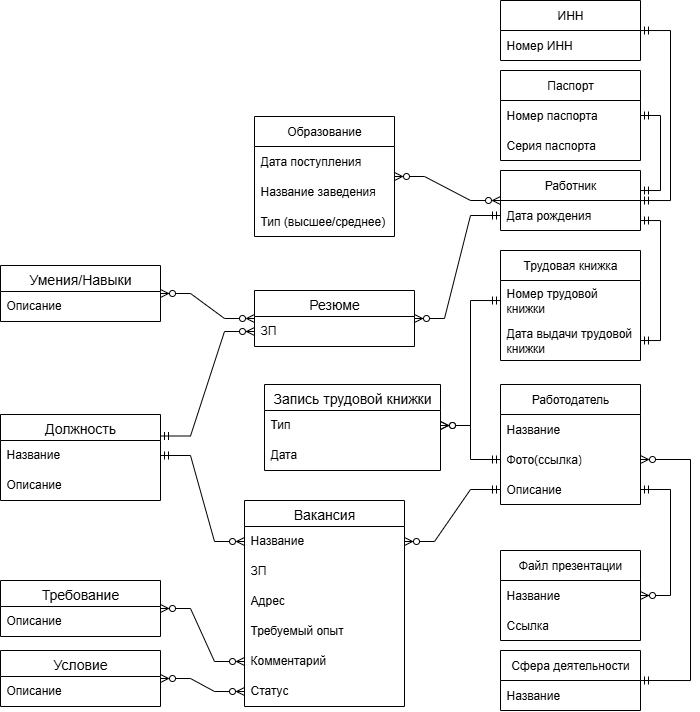 ИНН
Номер ИНН
Паспорт
Номер паспорта
Серия паспорта
Образование
Дата поступления
Название заведения
Тип (высшее/среднее)
Работник
Дата рождения
Трудовая книжка
Номер трудовой
книжки
Дата выдачи трудовой
книжки
Умения/Навыки
Описание
Резюме
ЗП
Запись трудовой книжки
Тип
Дата
Работодатель
Название
Фото(ссылка)
Описание
Должность
Название
Описание
Вакансия
Название
ЗП
Адрес
Требуемый опыт
Комментарий
Статус
Файл презентации
Название
Ссылка
Требование
Описание
Условие
Описание
Сфера деятельности
Название